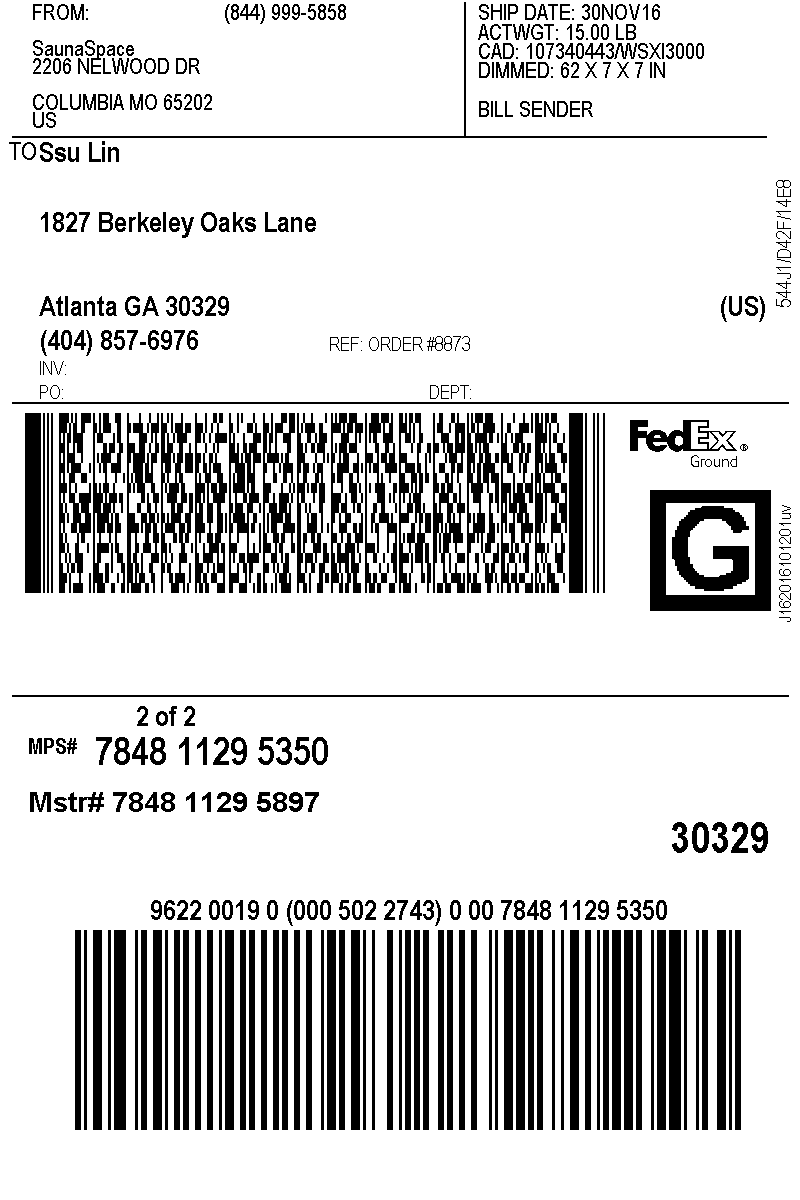 FROM: (844) 999-5858
SaunaSpace
2206 NELWOOD DR
COLUMBIA MO 65202
US
SHIP DATE: 30NOV16
ACTWGT: 15.00 LB
CAD: 107340443/WSXI3000
DIMMED: 62 X 7 X 7 IN
BILL SENDER
TO Ssu Lin
1827 Berkeley Oaks Lane
Atlanta GA 30329 (US)
(404) 857-6976 REF: ORDER #8873
INV:
PO: DEPT:
544J1/D42F/14E8
FedEx®
Ground
G
J162016101201uv
2 of 2
MPS# 7848 1129 5350
Mstr# 7848 1129 5897
30329
9622 0019 0 (000 502 2743) 0 00 7848 1129 5350